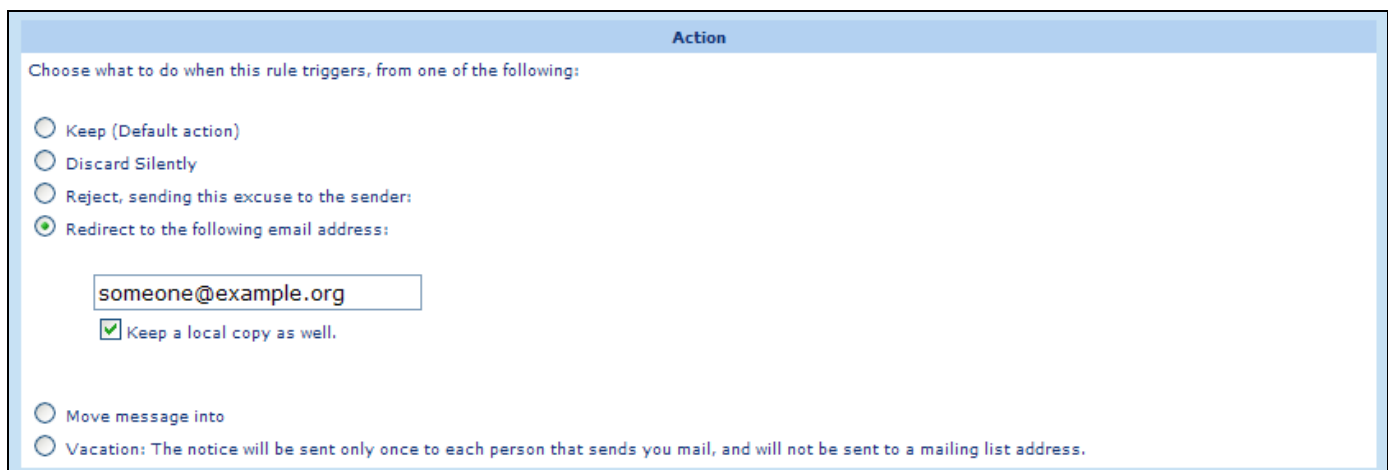 Action
Choose what to do when this rule triggers, from one of the following:
Keep (Default action)
Discard Silently
Reject, sending this excuse to the sender:
Redirect to the following email address:
someone@example.org
Keep a local copy as well.
Move message into
Vacation: The notice will be sent only once to each person that sends you mail, and will not be sent to a mailing list address.